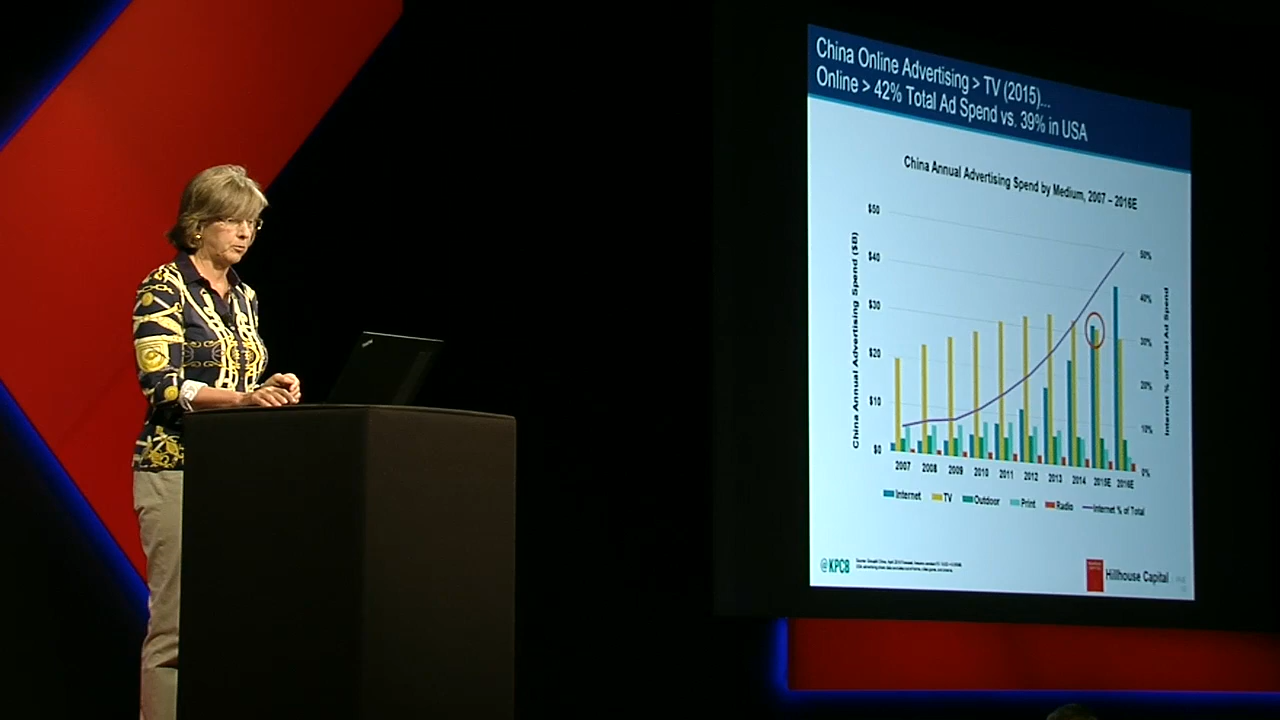 China Online Advertising > TV (2015)...
Online > 42% Total Ad Spend vs. 39% in USA
China Annual Advertising Spend by Medium, 2007 – 2016E
China Annual Advertising Spend ($B)
$50
$40
$30
$20
$10
$0
50%
40%
30%
20%
10%
0%
Internet % of Total Ad Spend
2007 2008 2009 2010 2011 2012 2013 2014 2015E 2016E
Internet TV Outdoor Print Radio Internet % of Total
@KPCB
Hillhouse Capital